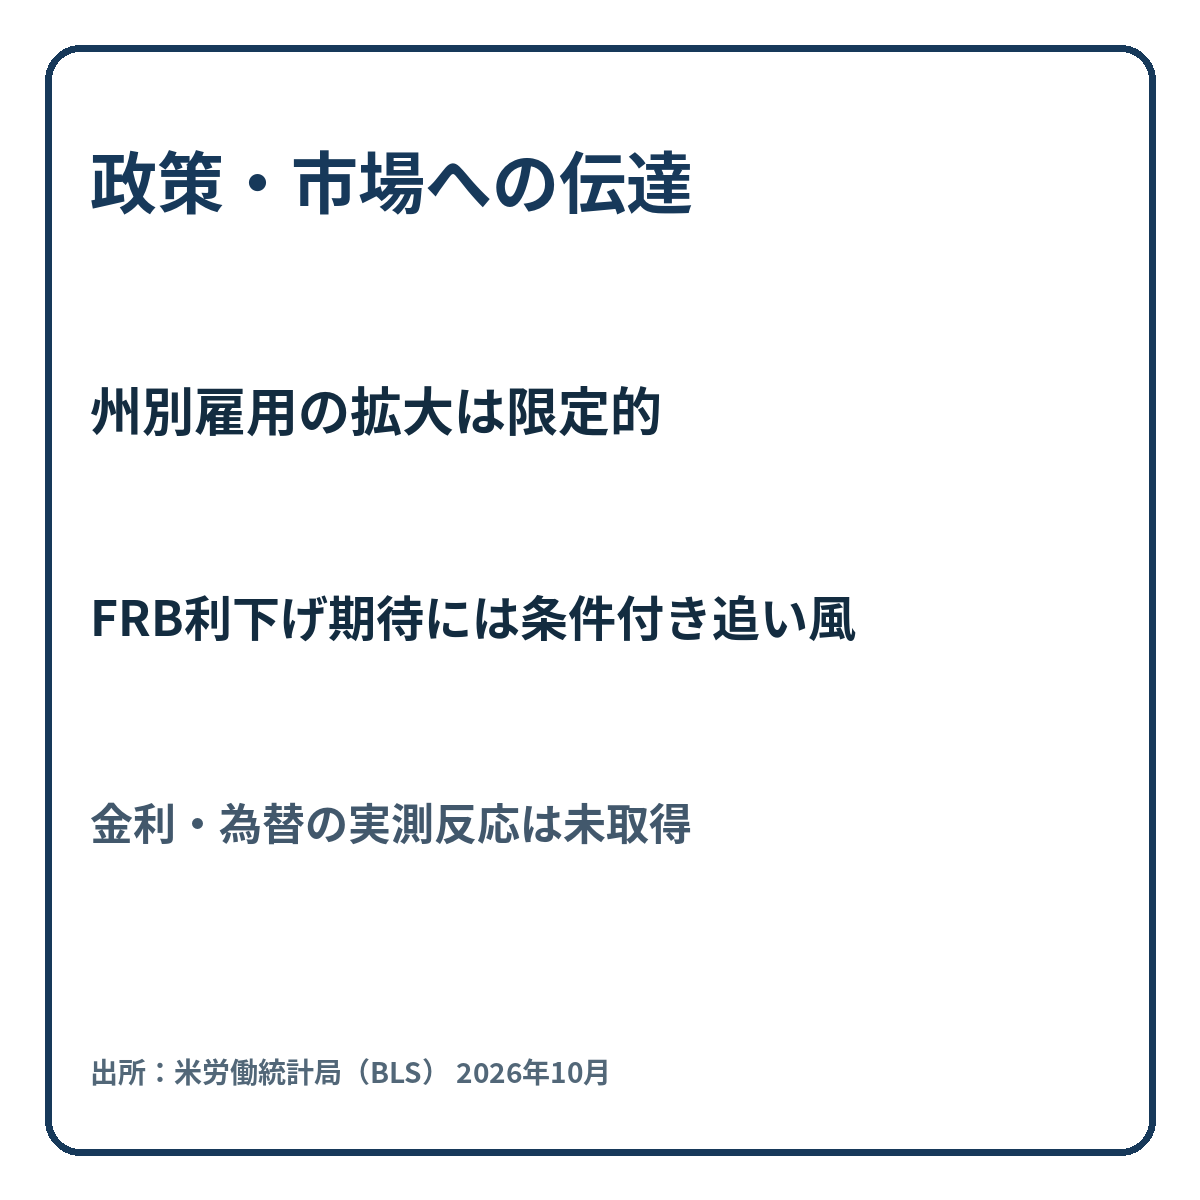 政策・市場への伝達
州別雇用の拡大は限定的
FRB利下げ期待には条件付き追い風
金利・為替の実測反応は未取得
出所：米労働統計局（BLS） 2026年10月